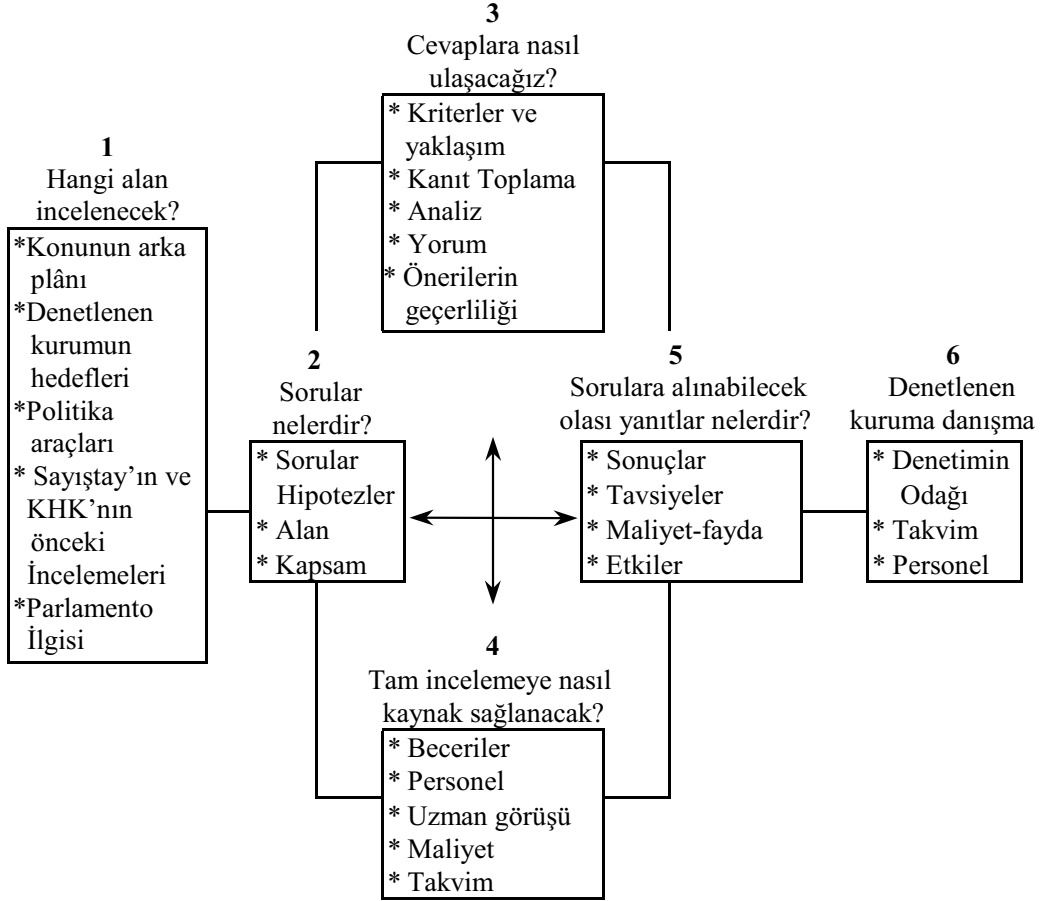 1
Hangi alan
incelenecek?
*Konunun arka
plânı
*Denetlenen
kurumun
hedefleri
*Politika
araçları
* Sayıştay’ın ve
KHK’nın
önceki
İncelemeleri
*Parlamento
İlgisi
2
Sorular
nelerdir?
* Sorular
Hipotezler
* Alan
* Kapsam
3
Cevaplara nasıl
ulaşacağız?
* Kriterler ve
yaklaşım
* Kanıt Toplama
* Analiz
* Yorum
* Önerilerin
geçerliliği
4
Tam incelemeye nasıl
kaynak sağlanacak?
* Beceriler
* Personel
* Uzman görüşü
* Maliyet
* Takvim
5
Sorulara alınabilecek
olası yanıtlar nelerdir?
* Sonuçlar
* Tavsiyeler
* Maliyet-fayda
* Etkiler
6
Denetlenen
kuruma danışma
* Denetimin
Odağı
* Takvim
* Personel